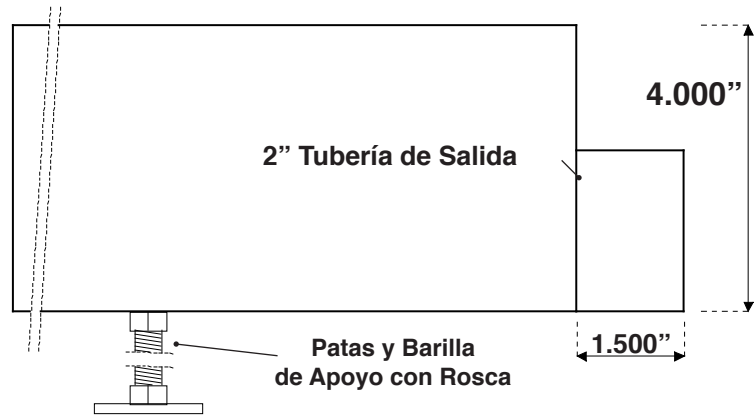 4.000”
2” Tubería de Salida
1.500”
Patas y Barilla
de Apoyo con Rosca